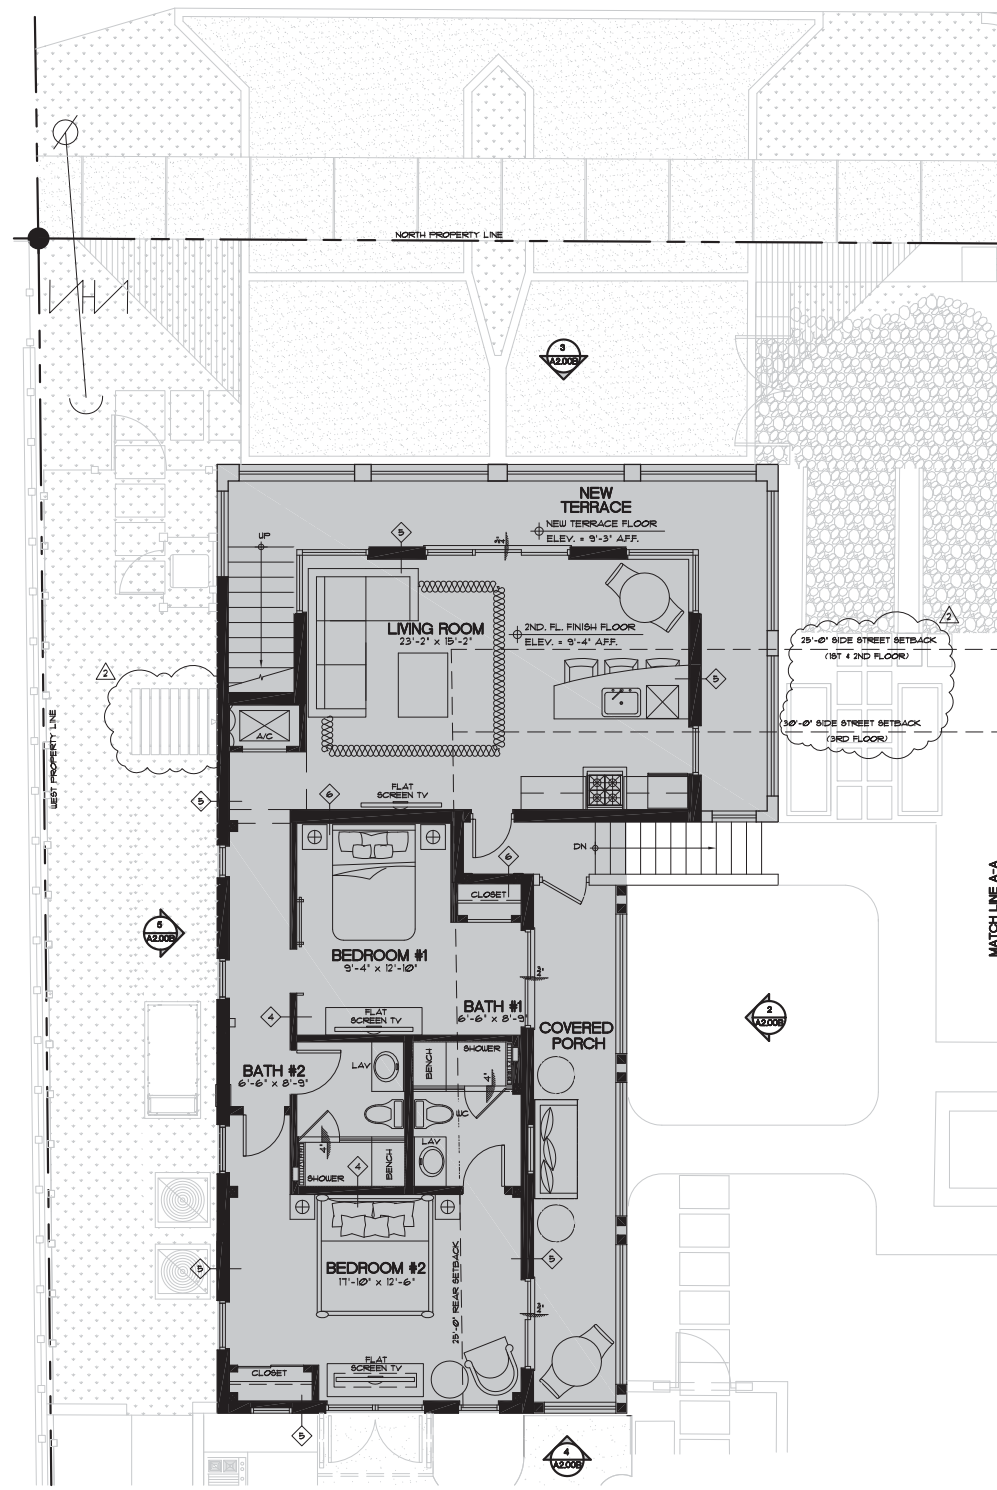 NORTH PROPERTY LINE
3
A2.00B
NEW
TERRACE
NEW TERRACE FLOOR
ELEV. = 9'-3" A.F.F.
5
UP
LIVING ROOM
23'-2" x 15'-2"
2ND. FL. FINISH FLOOR
ELEV. = 9'-4" A.F.F.
2
25'-0" SIDE STREET SETBACK
(1ST & 2ND FLOOR)
2
5
30'-0" SIDE STREET SETBACK
(3RD FLOOR)
WEST PROPERTY LINE
A/C
5
6
FLAT
SCREEN TV
DN
6
MATCH LINE A-A
CLOSET
5
A2.00B
BEDROOM #1
9'-4" x 12'-10"
4
FLAT
SCREEN TV
BATH #1
6'-6" x 8'-9"
2
A2.00B
COVERED
PORCH
BATH #2
6'-6" x 8'-9"
LAV
BENCH
SHOWER
4'
WC
LAV
4'
4
SHOWER
BENCH
BEDROOM #2
17'-10" x 12'-6"
25'-0" REAR SETBACK
5
5
FLAT
SCREEN TV
CLOSET
5
4
A2.00B